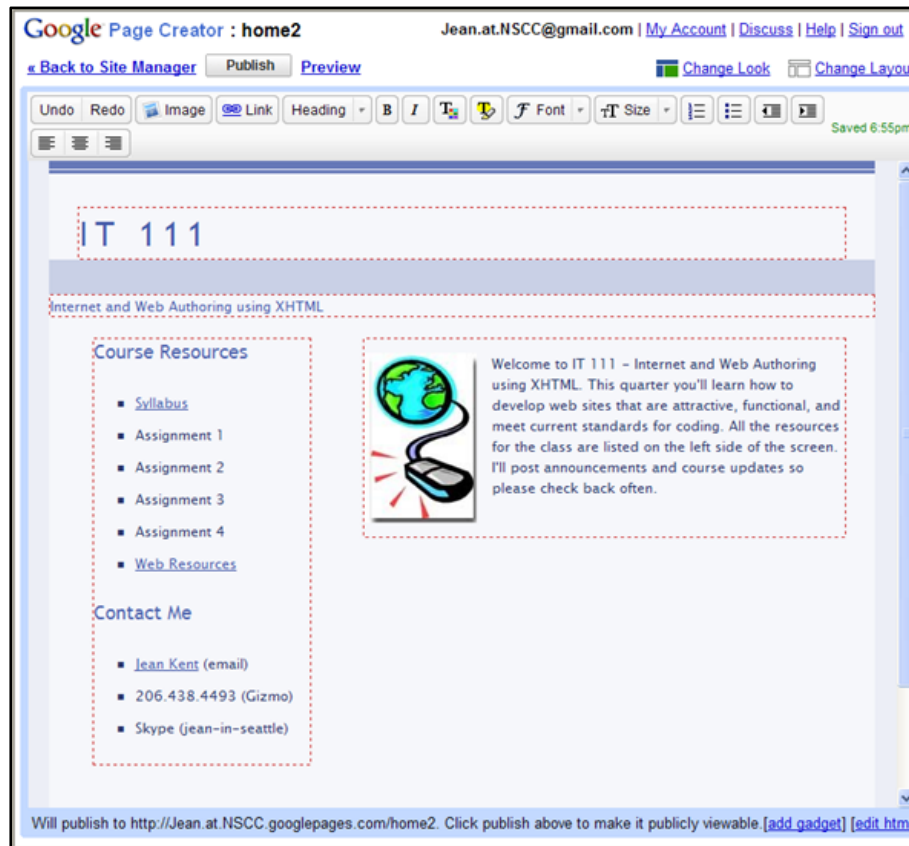 Google Page Creator : home2
Jean.at.NSCC@gmail.com | My Account | Discuss | Help | Sign out
« Back to Site Manager Publish Preview
Change Look Change Layou
Undo Redo Image Link Heading B I T T Font T Size
Saved 6:55pm
IT 111
Internet and Web Authoring using XHTML
Course Resources
Syllabus
Assignment 1
Assignment 2
Assignment 3
Assignment 4
Web Resources
Contact Me
Jean Kent (email)
206.438.4493 (Gizmo)
Skype (jean-in-seattle)
Welcome to IT 111 – Internet and Web Authoring
using XHTML. This quarter you'll learn how to
develop web sites that are attractive, functional, and
meet current standards for coding. All the resources
for the class are listed on the left side of the screen.
I'll post announcements and course updates so
please check back often.
Will publish to http://Jean.at.NSCC.googlepages.com/home2. Click publish above to make it publicly viewable.[add gadget] [edit htm